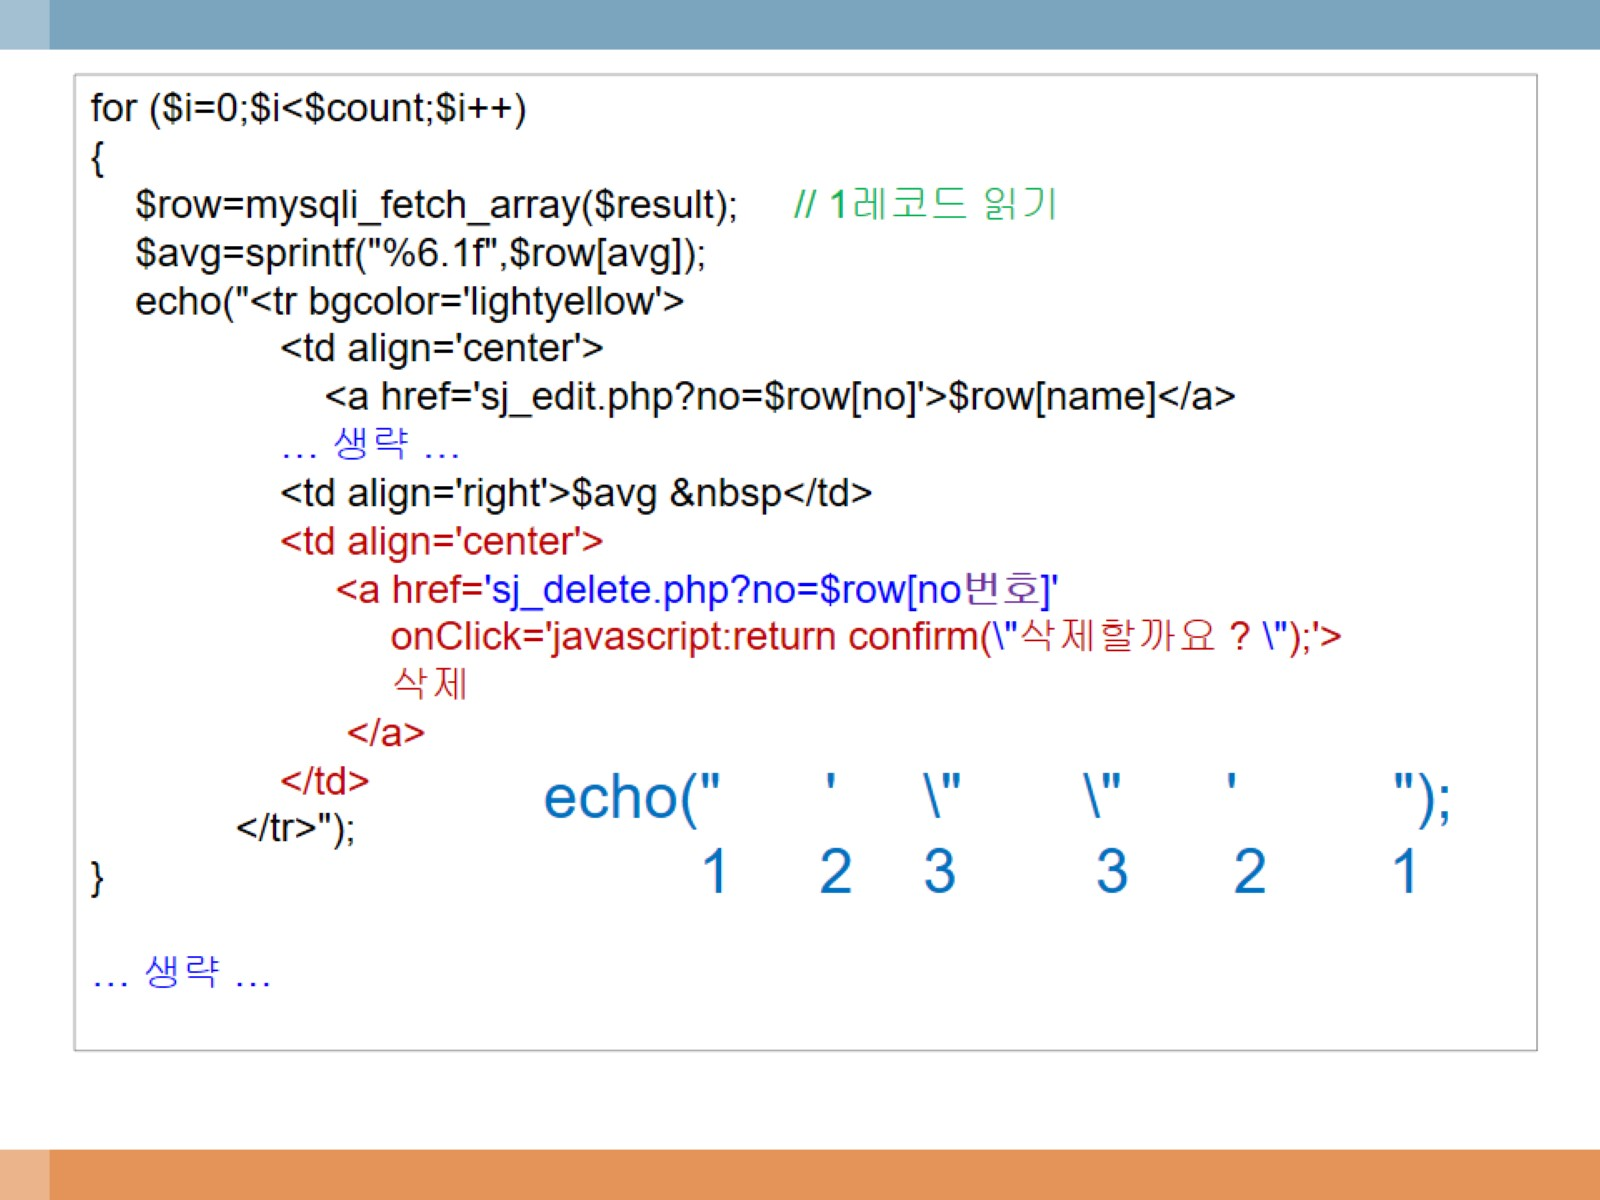 for ($i=0;$i<$count;$i++)
{
$row=mysqli_fetch_array($result);     // 1레코드 읽기
$avg=sprintf("%6.1f",$row[avg]);
echo("<tr bgcolor='lightyellow'>
<td align='center'>
<a href='sj_edit.php?no=$row[no]'>$row[name]</a>
... 생략 ...
<td align='right'>$avg &nbsp</td>
<td align='center'>
<a href='sj_delete.php?no=$row[no번호]'
onClick='javascript:return confirm(\"삭제할까요 ? \");'>
삭제
</a>
</td>
</tr>");
}
echo("     '     \"     \"     '     ");
1 2 3 3 2 1
... 생략 ...